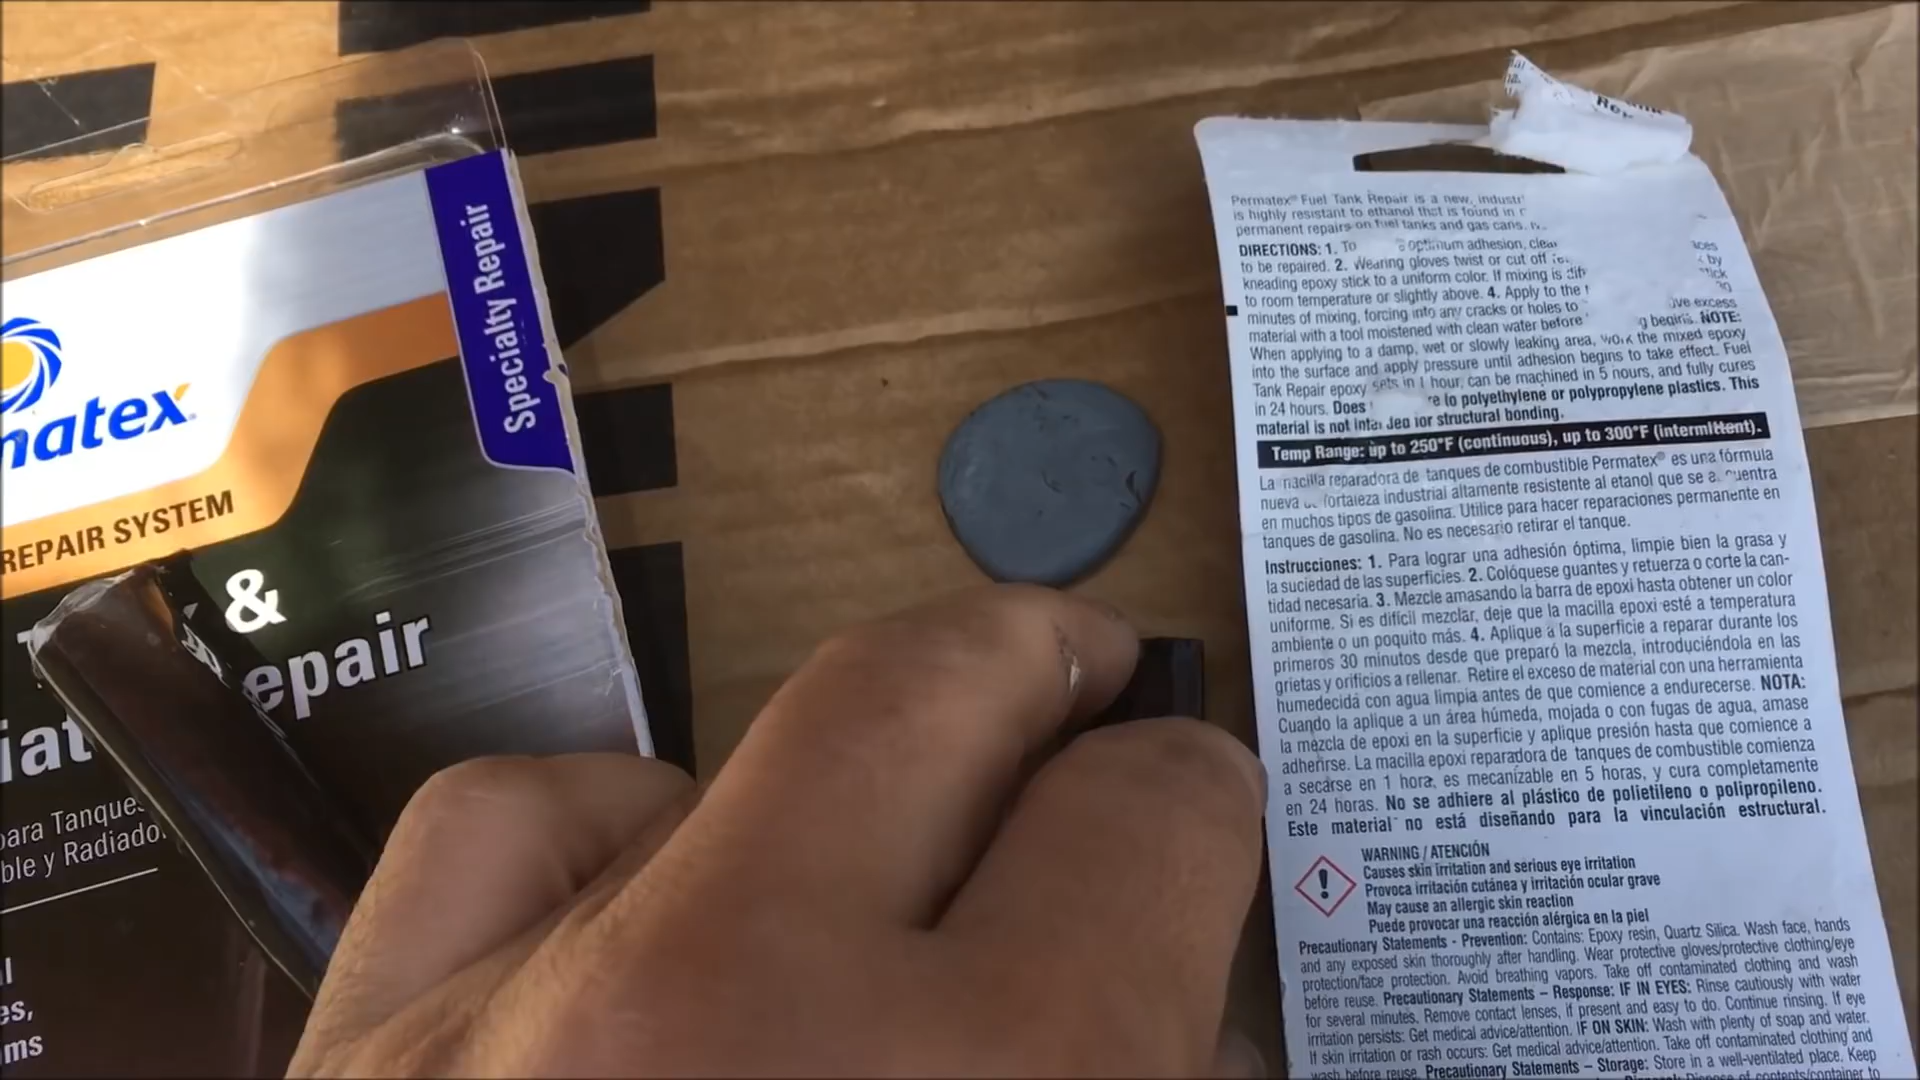 Specialty Repair
matex
REPAIR SYSTEM
&
epair
iat
para Tanques
ble y Radiado
es,
ms
Permatex® Fuel Tank Repair is a new, industr
is highly resistant to ethanol that is found in
permanent repairs on fuel tanks and gas cans.
DIRECTIONS: 1. To optimum adhesion, clea
to be repaired. 2. Wearing gloves twist or cut off by
kneading epoxy stick to a uniform color. If mixing is stick
to room temperature or slightly above. 4. Apply to the
minutes of mixing, forcing into any cracks or holes to excess
material with a tool moistened with clean water before begins. NOTE:
When applying to a damp, wet or slowly leaking area, work the mixed epoxy
into the surface and apply pressure until adhesion begins to take effect. Fuel
Tank Repair epoxy sets in 1 hour, can be machined in 5 hours, and fully cures
in 24 hours. Does to polyethylene or polypropylene plastics. This
material is not for structural bonding.
Temp Range: up to 250°F (continuous), up to 300°F (intermittent).
La macilla reparadora de tanques de combustible Permatex® es una fórmula
nueva fortaleza industrial altamente resistente al etanol que se
en muchos tipos de gasolina. Utilice para hacer reparaciones permanente en
tanques de gasolina. No es necesario retirar el tanque.
Instrucciones: 1. Para lograr una adhesión óptima, limpie bien la grasa y
la suciedad de las superficies. 2. Colóquese guantes y retuerza o corte la can-
tidad necesaria. 3. Mezcle amasando la barra de epoxi hasta obtener un color
uniforme. Si es difícil mezclar, deje que la macilla epoxi esté a temperatura
ambiente o un poquito más. 4. Aplique a la superficie a reparar durante los
primeros 30 minutos desde que preparó la mezcla, introduciéndola en las
grietas y orificios a rellenar. Retire el exceso de material con una herramienta
humedecida con agua limpia antes de que comience a endurecerse. NOTA:
Cuando la aplique a un área húmeda, mojada o con fugas de agua, amase
la mezcla de epoxi en la superficie y aplique presión hasta que comience a
adherirse. La macilla epoxi reparadora de tanques de combustible comienza
a secarse en 1 hora, es mecanizable en 5 horas, y cura completamente
en 24 horas. No se adhiere al plástico de polietileno o polipropileno.
Este material no está diseñando para la vinculación estructural.
WARNING / ATENCIÓN
Causes skin irritation and serious eye irritation
Provoca irritación cutánea y irritación ocular grave
May cause an allergic skin reaction
Puede provocar una reacción alérgica en la piel
Precautionary Statements - Prevention: Contains: Epoxy resin, Quartz Silica. Wash face, hands
and any exposed skin thoroughly after handling. Wear protective gloves/protective clothing/eye
protection/face protection. Avoid breathing vapors. Take off contaminated clothing and wash
before reuse. Precautionary Statements – Response: IF IN EYES: Rinse cautiously with water
for several minutes. Remove contact lenses, if present and easy to do. Continue rinsing. If eye
irritation persists: Get medical advice/attention. IF ON SKIN: Wash with plenty of soap and water.
If skin irritation or rash occurs: Get medical advice/attention. Take off contaminated clothing and
wash before reuse. Precautionary Statements – Storage: Store in a well-ventilated place. Keep
Dispose of contents/container to